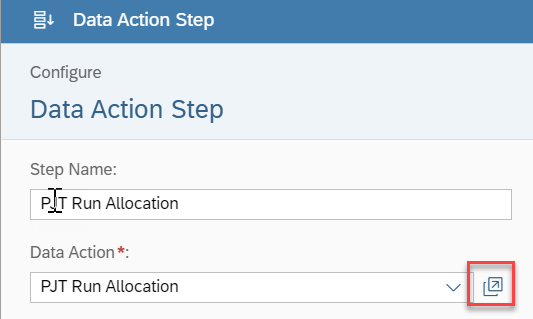 Data Action Step
Configure
Data Action Step
Step Name:
PJT Run Allocation
Data Action*:
PJT Run Allocation